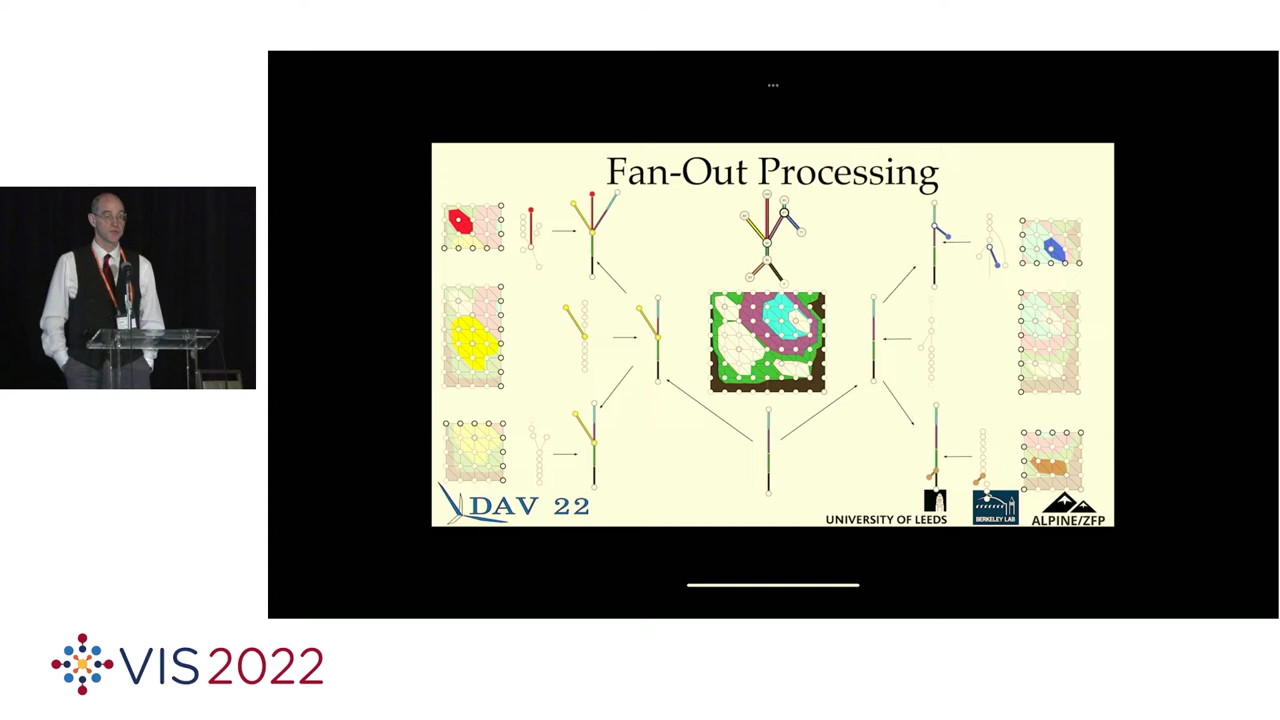 Fan-Out Processing
DAV 22
UNIVERSITY OF LEEDS
BERKELEY LAB
ALPINE/ZFP
VIS2022